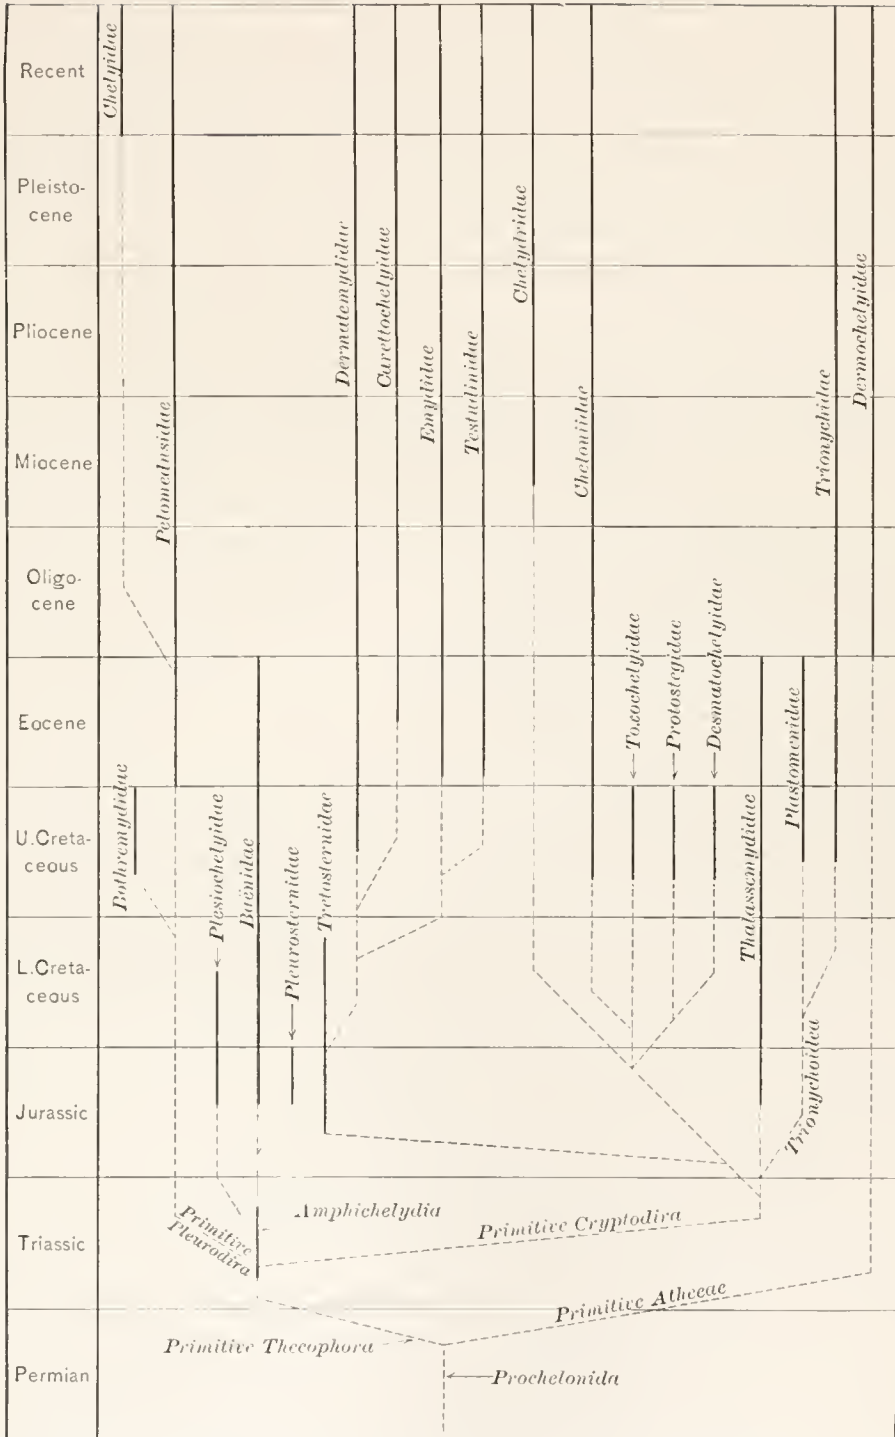 Recent
Chelyidae
Pleisto-
cene
Pliocene
Miocene
Oligo-
cene
Eocene
U.Creta-
ceous
L.Creta-
ceous
Jurassic
Triassic
Permian
Pelomedusidae
Bothremydidae
Plesiochelyidae
Baënidae
Pleurosternidae
Tretosternidae
Dermatemydidae
Carettochelyidae
Emydidae
Testudinidae
Chelydridae
Cheloniidae
Toxochelyidae
Protostegidae
Desmatochelyidae
Thalassemydidae
Plastomenidae
Trionychidae
Dermochelyidae
Trionychoidea
Primitive
Pleurodira
Amphichelydia
Primitive Cryptodira
Primitive Atheeae
Primitive Thecophora
Prochelonida